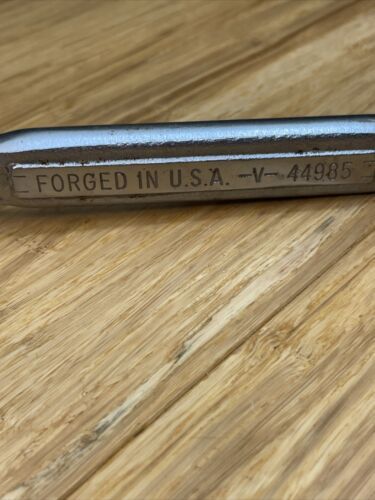 FORGED IN U.S.A. -V- 44985